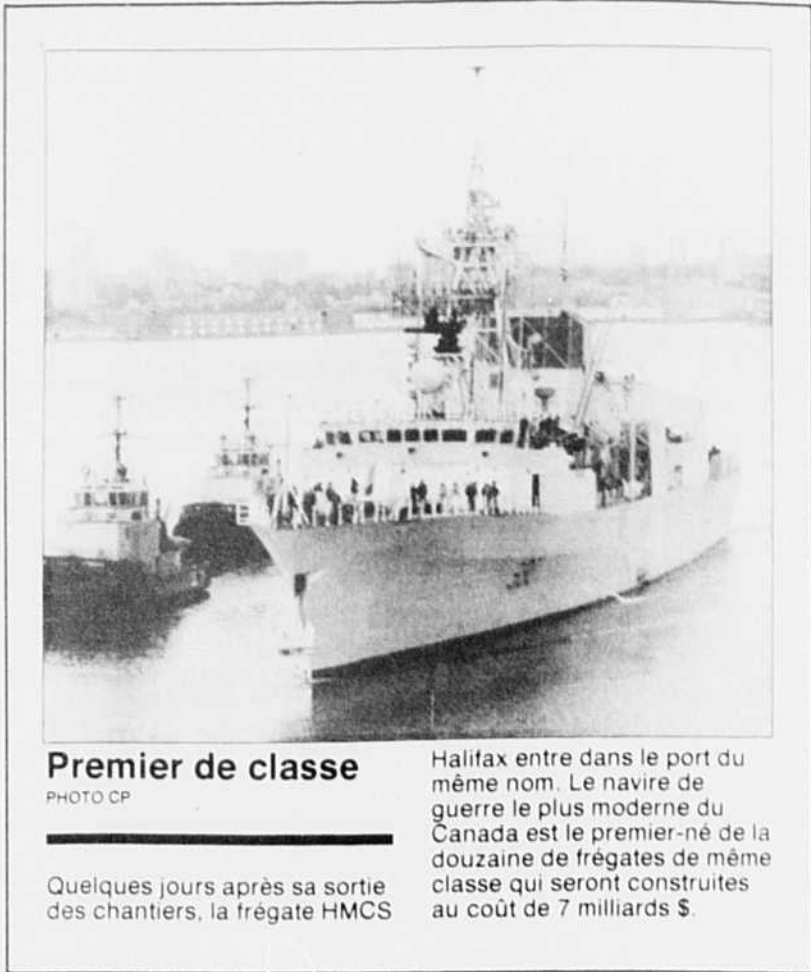 Premier de classe
PHOTO CP
Quelques jours après sa sortie
des chantiers, la frégate HMCS
Halifax entre dans le port du
même nom. Le navire de
guerre le plus moderne du
Canada est le premier-né de la
douzaine de frégates de même
classe qui seront construites
au coût de 7 milliards $.